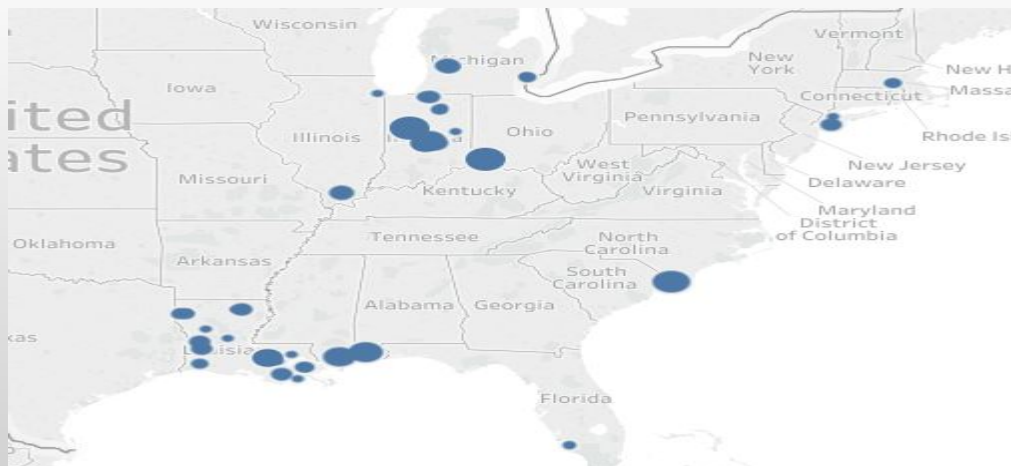 Wisconsin
Vermont
Michigan
New York
New H
Massa
Iowa
Connecticut
ited
ates
Illinois
Ohio
Pennsylvania
Rhode Is
Missouri
West Virginia
New Jersey
Kentucky
Virginia
Delaware
Maryland
District of Columbia
Oklahoma
Tennessee
North Carolina
Arkansas
South Carolina
Alabama
Georgia
xas
Florida